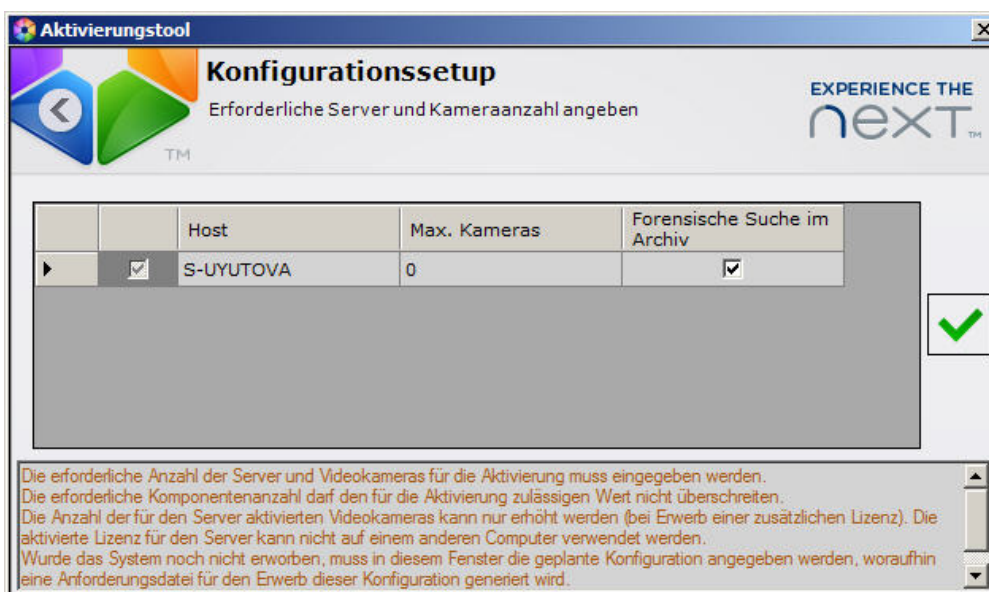 Aktivierungstool
Konfigurationssetup
Erforderliche Server und Kameraanzahl angeben
TM
EXPERIENCE THE
next TM
Host
Max. Kameras
Forensische Suche im
Archiv
S-UYUTOVA
0
Die erforderliche Anzahl der Server und Videokameras für die Aktivierung muss eingegeben werden.
Die erforderliche Komponentenanzahl darf den für die Aktivierung zulässigen Wert nicht überschreiten.
Die Anzahl der für den Server aktivierten Videokameras kann nur erhöht werden (bei Erwerb einer zusätzlichen Lizenz). Die
aktivierte Lizenz für den Server kann nicht auf einem anderen Computer verwendet werden.
Wurde das System noch nicht erworben, muss in diesem Fenster die geplante Konfiguration angegeben werden, woraufhin
eine Anforderungsdatei für den Erwerb dieser Konfiguration generiert wird.